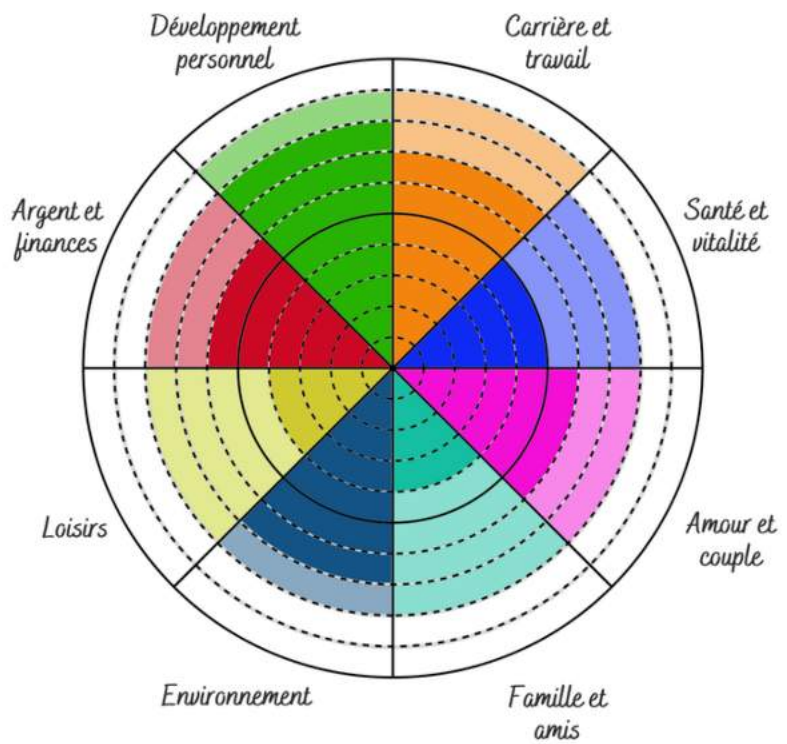 Développement
personnel
Carrière et
travail
Argent et
finances
Santé et
vitalité
Loisirs
Amour et
couple
Environnement
Famille et
amis